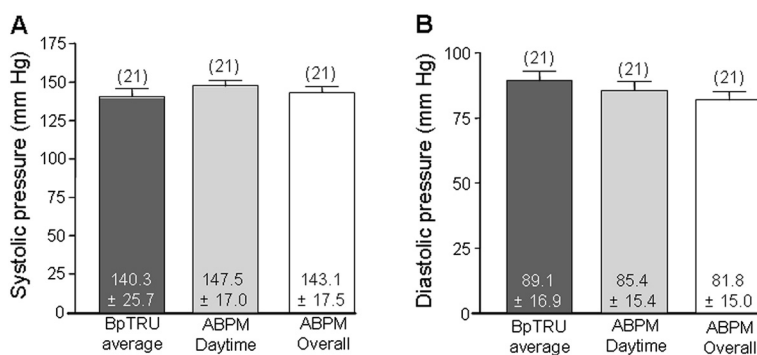 A
Systolic pressure (mm Hg)
175
150
125
100
75
50
25
0
(21)
(21)
(21)
140.3
± 25.7
147.5
± 17.0
143.1
± 17.5
BpTRU
average
ABPM
Daytime
ABPM
Overall
B
Diastolic pressure (mm Hg)
100
75
50
25
0
(21)
(21)
(21)
89.1
± 16.9
85.4
± 15.4
81.8
± 15.0
BpTRU
average
ABPM
Daytime
ABPM
Overall